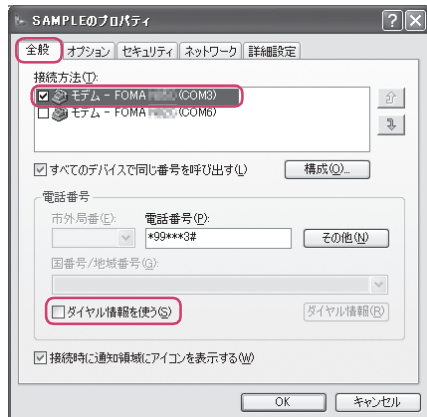 SAMPLEのプロパティ
全般 オプション セキュリティ ネットワーク 詳細設定
接続方法(T):
モデム - FOMA (COM3)
モデム - FOMA (COM6)
すべてのデバイスで同じ番号を呼び出す(L) 構成(O)...
電話番号
市外局番(E): 電話番号(P):
*99***3# その他(N)
国番号/地域番号(G):
ダイヤル情報を使う(S) ダイヤル情報(R)
接続時に通知領域にアイコンを表示する(W)
OK キャンセル